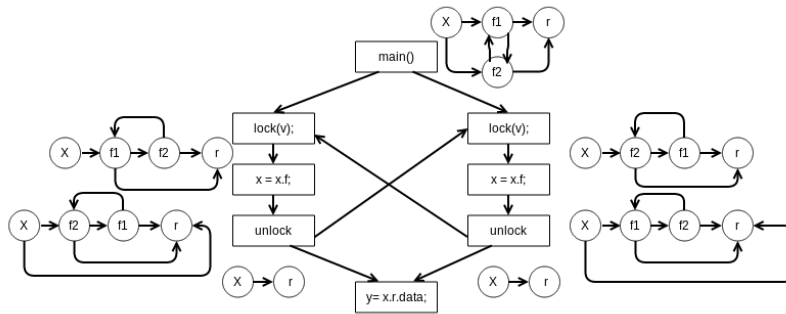 X f1 r
f2
main()
lock(v);
lock(v);
X f1 f2 r
X f2 f1 r
x = x.f;
x = x.f;
X f2 f1 r
unlock
unlock
X f1 f2 r
X r
X r
y= x.r.data;